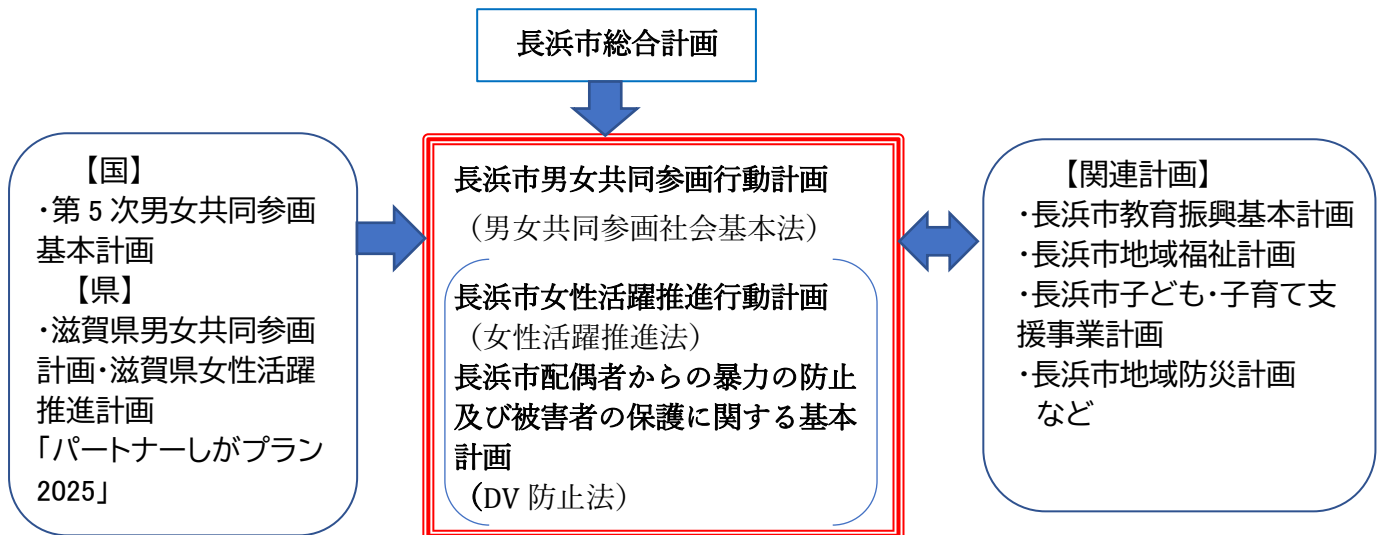 長浜市総合計画
【国】
・第5次男女共同参画
基本計画
【県】
・滋賀県男女共同参画
計画・滋賀県女性活躍
推進計画
「パートナーしがプラン
2025」
長浜市男女共同参画行動計画
（男女共同参画社会基本法）
長浜市女性活躍推進行動計画
（女性活躍推進法）
長浜市配偶者からの暴力の防止
及び被害者の保護に関する基本
計画
（DV防止法）
【関連計画】
・長浜市教育振興基本計画
・長浜市地域福祉計画
・長浜市子ども・子育て支
援事業計画
・長浜市地域防災計画
など